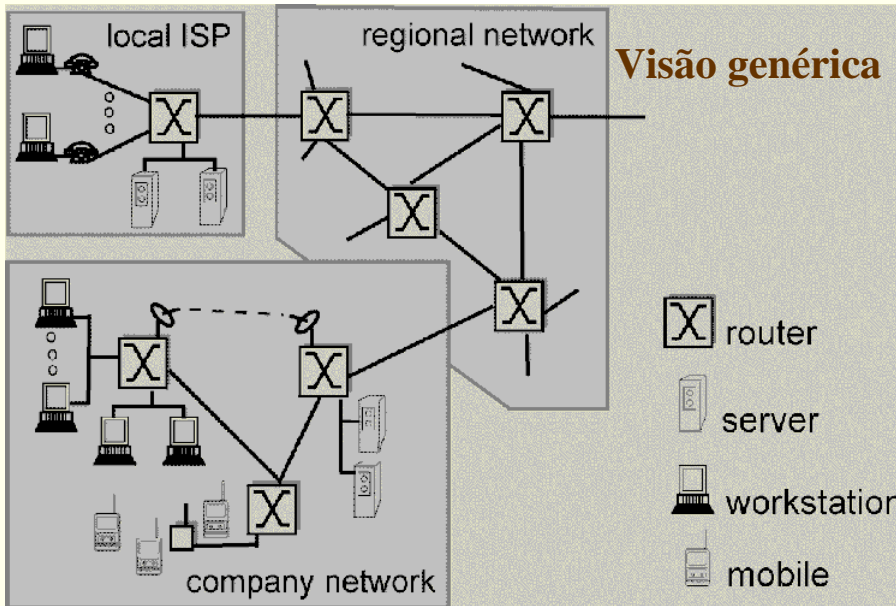 local ISP
regional network
Visão genérica
router
server
workstation
mobile
company network